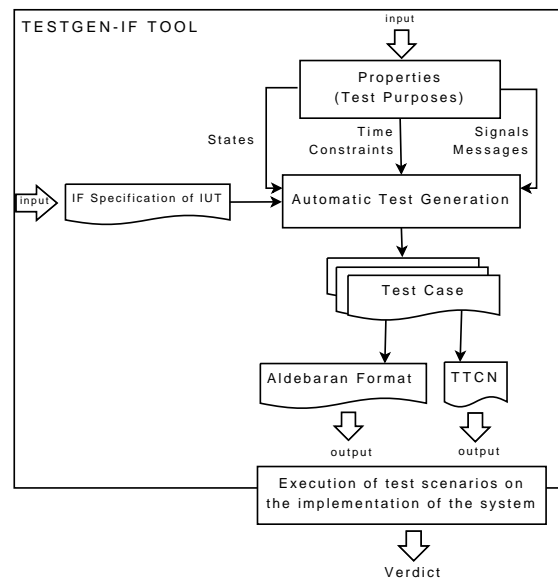 TESTGEN-IF TOOL
input
Properties
(Test Purposes)
States
Time
Constraints
Signals
Messages
input
IF Specification of IUT
Automatic Test Generation
Test Case
Aldebaran Format
TTCN
output
output
Execution of test scenarios on
the implementation of the system
Verdict